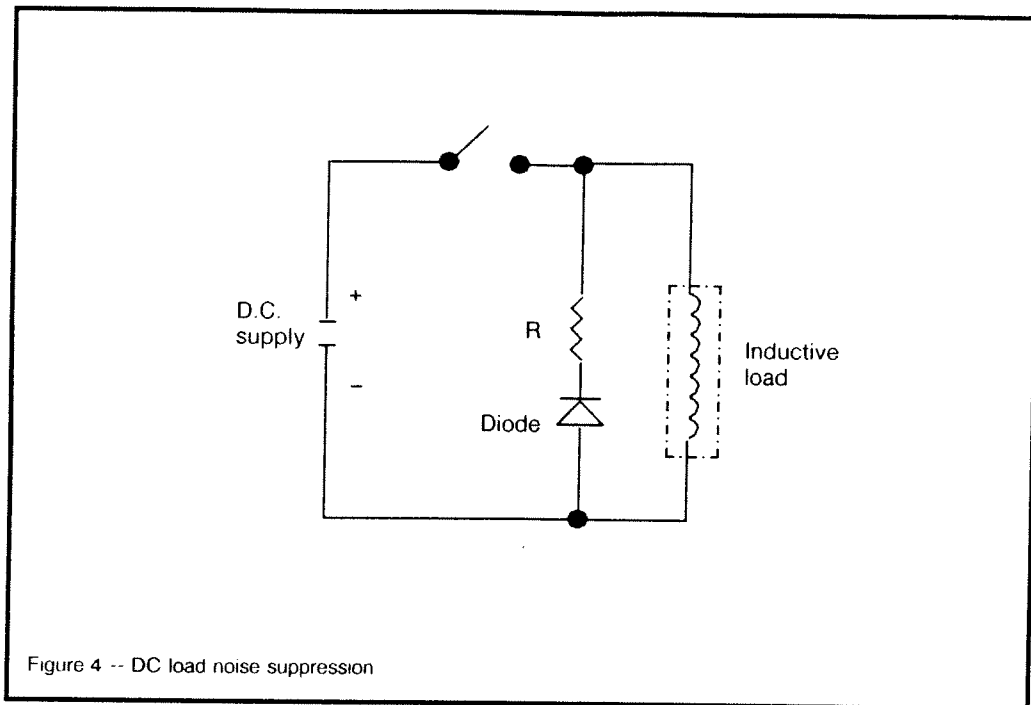 D.C.
supply
+
−
R
Diode
Inductive
load
Figure 4 -- DC load noise suppression